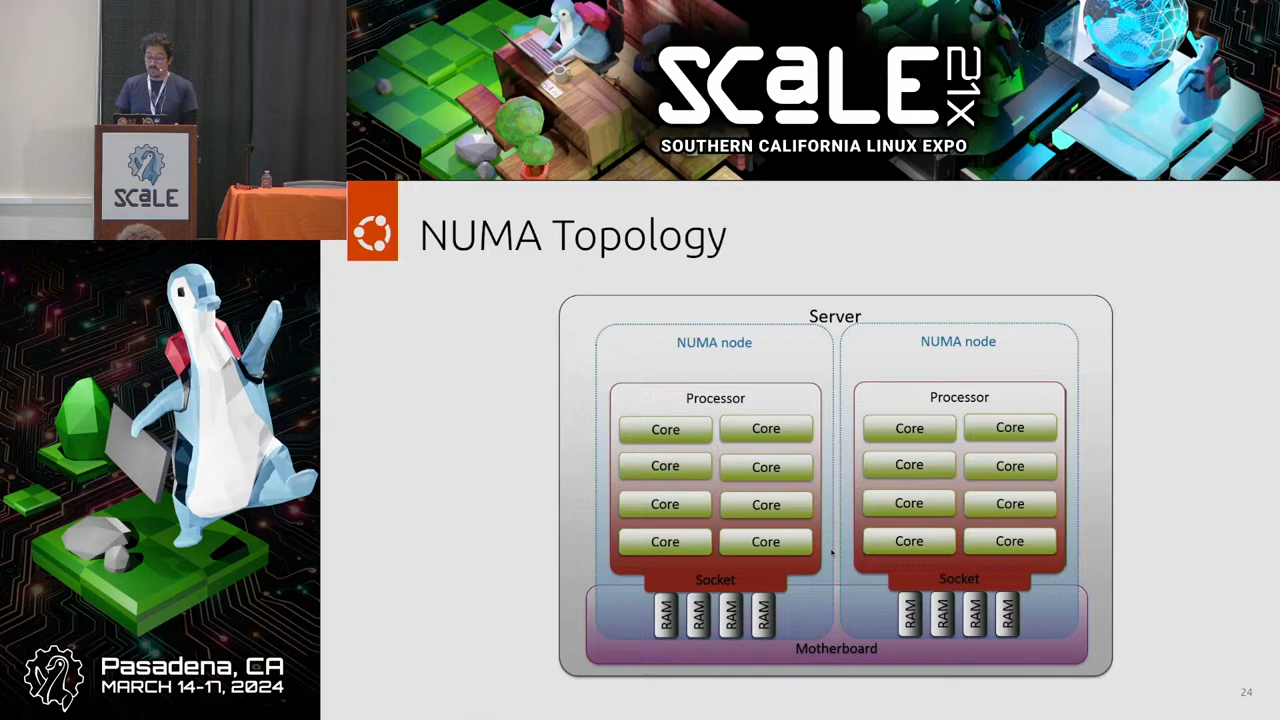 SCaLE 21X
SOUTHERN CALIFORNIA LINUX EXPO
SCaLE
NUMA Topology
Server
NUMA node
NUMA node
Processor
Processor
Core Core
Core Core
Core Core
Core Core
Core Core
Core Core
Core Core
Core Core
Socket
Socket
RAM RAM RAM RAM
RAM RAM RAM RAM
Motherboard
Pasadena, CA
MARCH 14-17, 2024
24